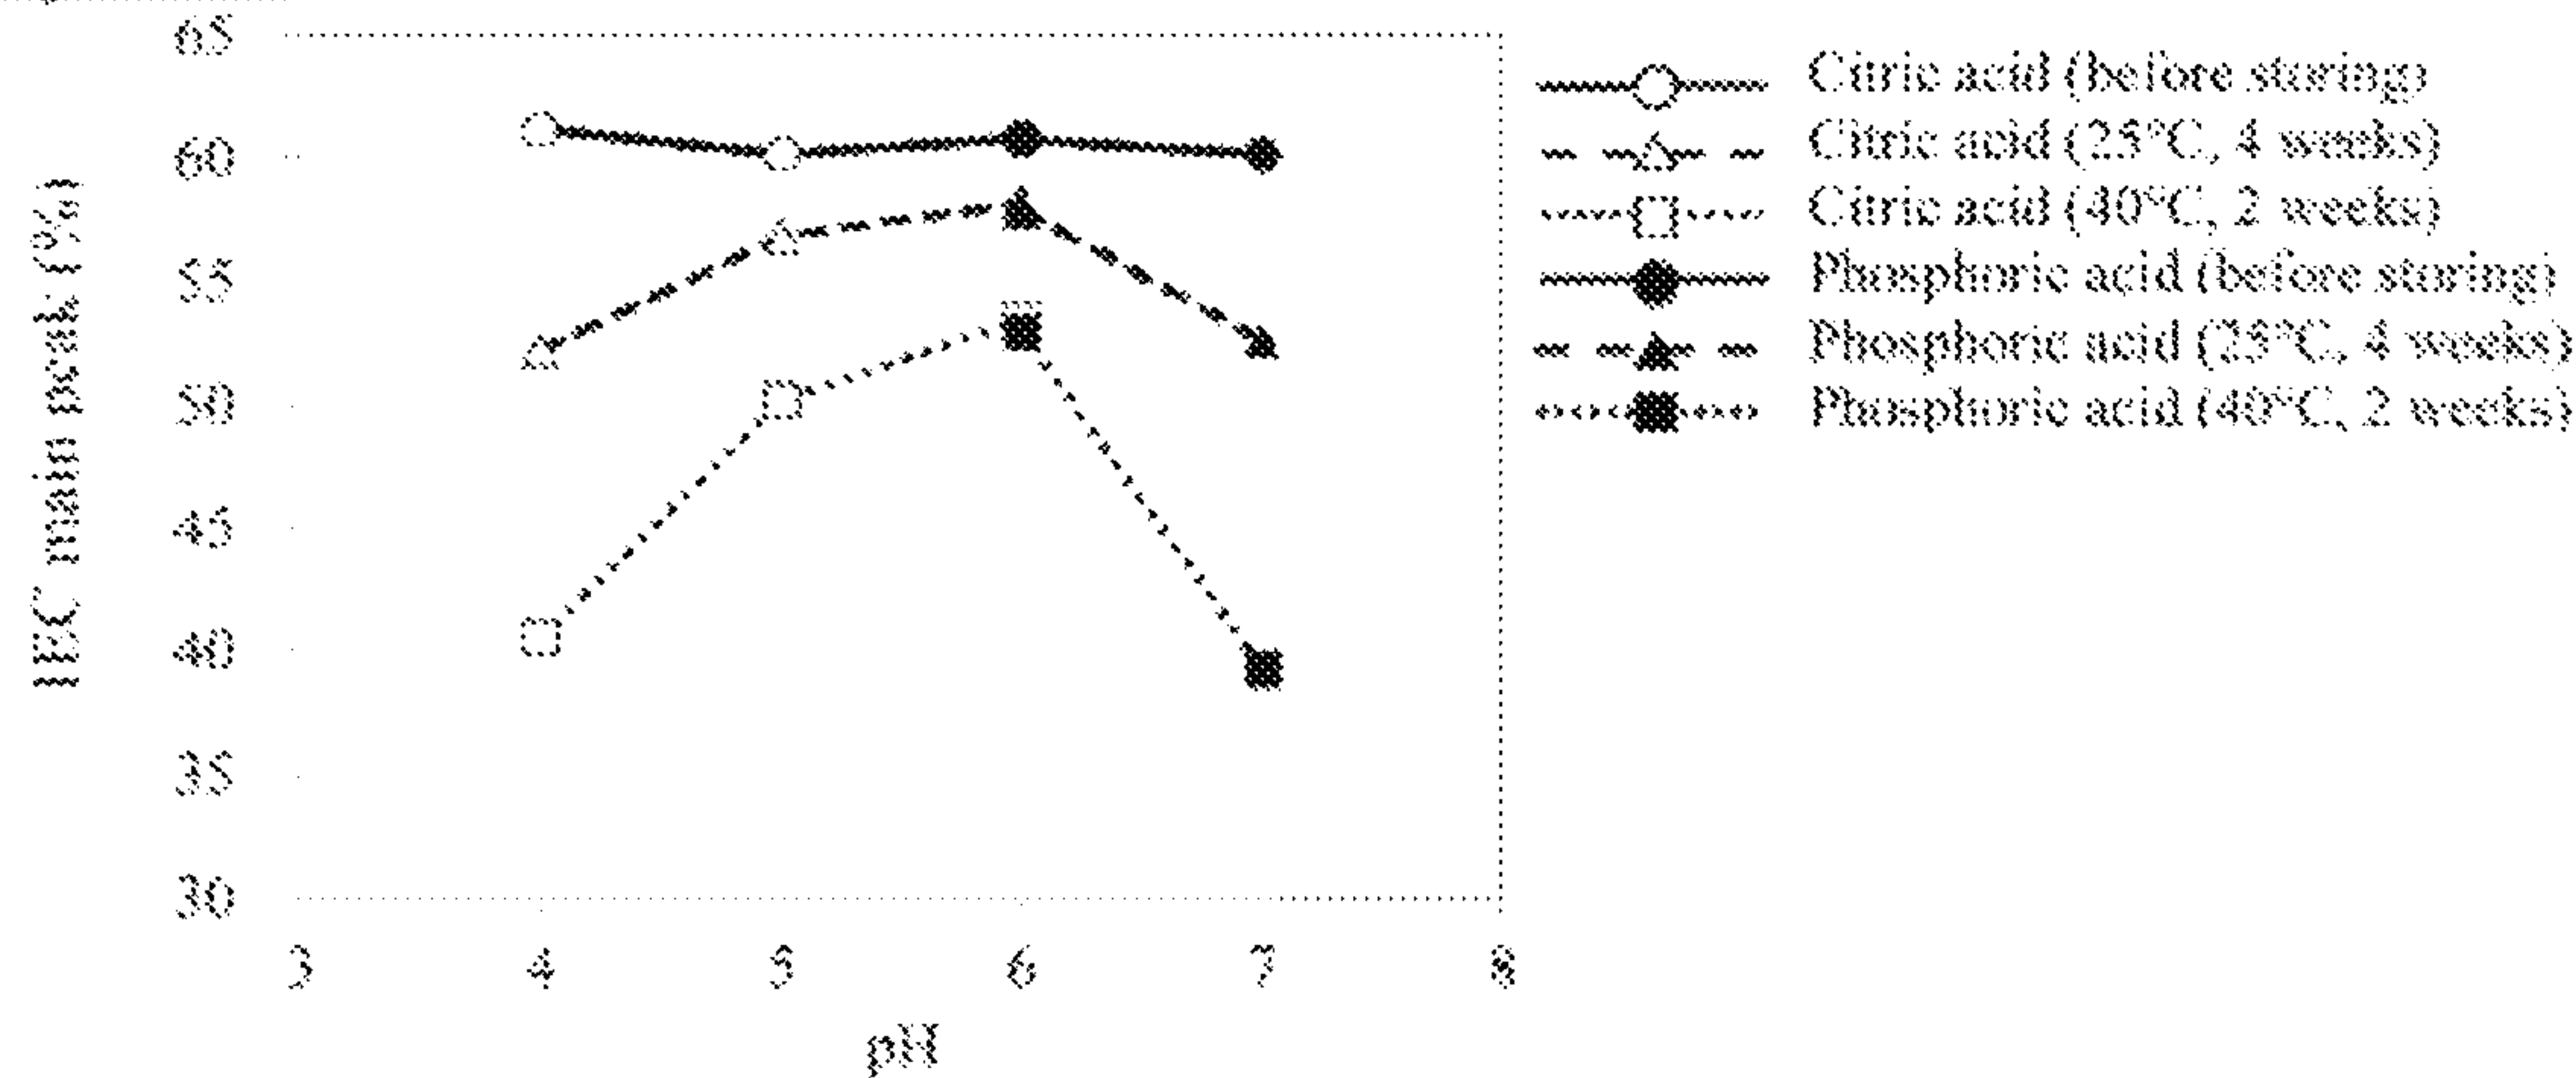 65
60
55
50
45
40
35
30
IEC main peak (%)
3 4 5 6 7 8
pH
Citric acid (before storing)
Citric acid (25°C, 4 weeks)
Citric acid (40°C, 2 weeks)
Phosphoric acid (before storing)
Phosphoric acid (25°C, 4 weeks)
Phosphoric acid (40°C, 2 weeks)